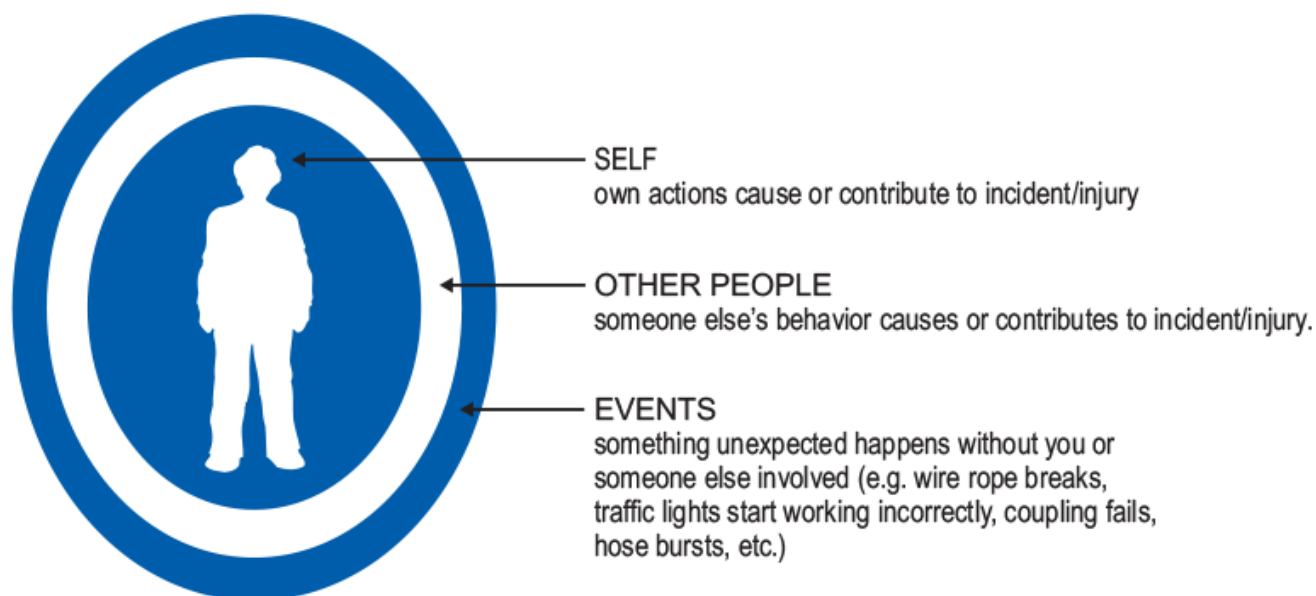 SELF
own actions cause or contribute to incident/injury
OTHER PEOPLE
someone else's behavior causes or contributes to incident/injury.
EVENTS
something unexpected happens without you or
someone else involved (e.g. wire rope breaks,
traffic lights start working incorrectly, coupling fails,
hose bursts, etc.)